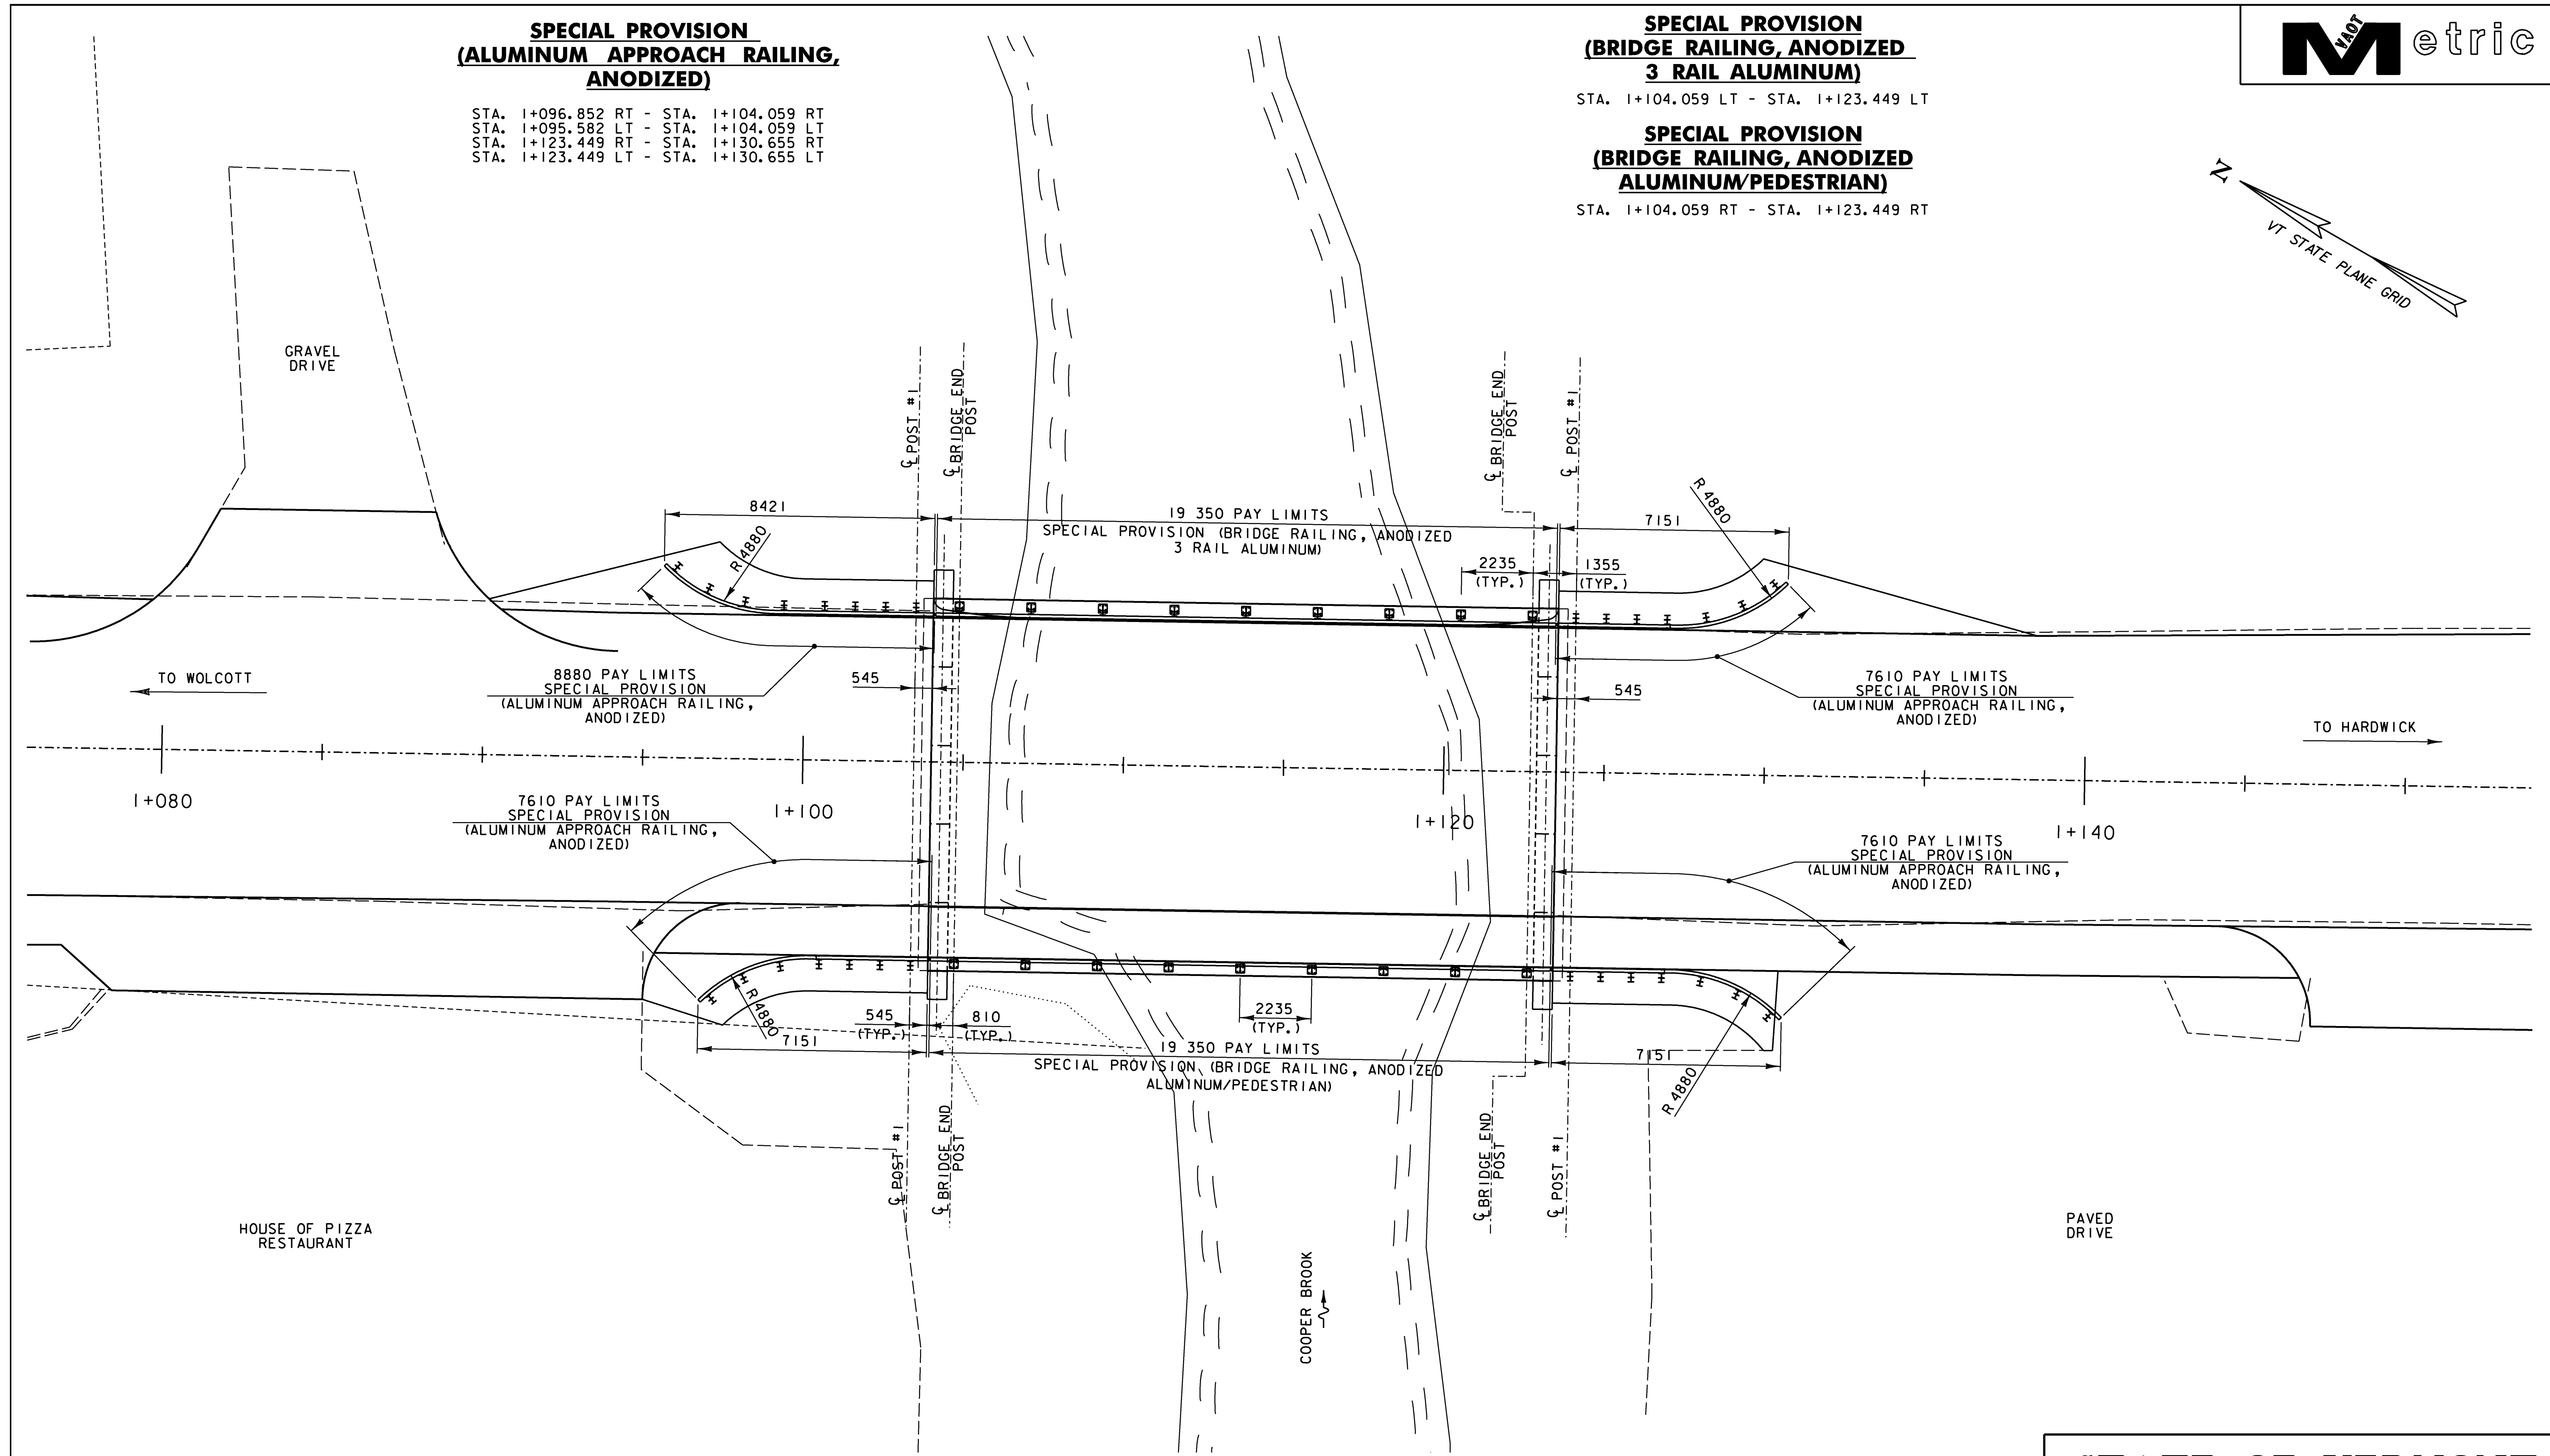 SPECIAL PROVISION
(ALUMINUM APPROACH RAILING,
ANODIZED)
STA. 1+096.852 RT - STA. 1+104.059 RT
STA. 1+095.582 LT - STA. 1+104.059 LT
STA. 1+123.449 RT - STA. 1+130.655 RT
STA. 1+123.449 LT - STA. 1+130.655 LT
SPECIAL PROVISION
(BRIDGE RAILING, ANODIZED
3 RAIL ALUMINUM)
STA. 1+104.059 LT - STA. 1+123.449 LT
SPECIAL PROVISION
(BRIDGE RAILING, ANODIZED
ALUMINUM/PEDESTRIAN)
STA. 1+104.059 RT - STA. 1+123.449 RT
VAOT
Metric
N
VT STATE PLANE GRID
GRAVEL
DRIVE
℄ POST #1
℄ BRIDGE END
POST
℄ BRIDGE END
POST
℄ POST #1
8421
R 4880
19 350 PAY LIMITS
SPECIAL PROVISION (BRIDGE RAILING, ANODIZED
3 RAIL ALUMINUM)
7151
R 4880
2235
(TYP.)
1355
(TYP.)
TO WOLCOTT
8880 PAY LIMITS
SPECIAL PROVISION
(ALUMINUM APPROACH RAILING,
ANODIZED)
545
545
7610 PAY LIMITS
SPECIAL PROVISION
(ALUMINUM APPROACH RAILING,
ANODIZED)
TO HARDWICK
1+080
1+100
1+120
1+140
7610 PAY LIMITS
SPECIAL PROVISION
(ALUMINUM APPROACH RAILING,
ANODIZED)
7610 PAY LIMITS
SPECIAL PROVISION
(ALUMINUM APPROACH RAILING,
ANODIZED)
R 4880
545
(TYP.)
810
(TYP.)
2235
(TYP.)
7151
19 350 PAY LIMITS
SPECIAL PROVISION (BRIDGE RAILING, ANODIZED
ALUMINUM/PEDESTRIAN)
7151
R 4880
℄ POST #1
℄ BRIDGE END
POST
℄ BRIDGE END
POST
℄ POST #1
HOUSE OF PIZZA
RESTAURANT
COOPER BROOK
PAVED
DRIVE
STATE OF VERMONT